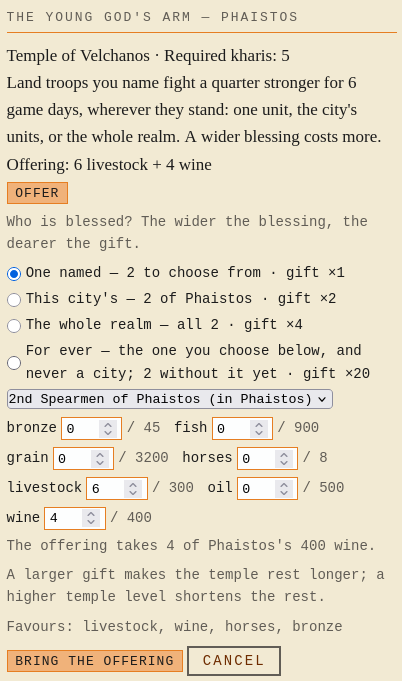 THE YOUNG GOD'S ARM — PHAISTOS
Temple of Velchanos · Required kharis: 5
Land troops you name fight a quarter stronger for 6
game days, wherever they stand: one unit, the city's
units, or the whole realm. A wider blessing costs more.
Offering: 6 livestock + 4 wine
OFFER
Who is blessed? The wider the blessing, the
dearer the gift.
One named — 2 to choose from · gift ×1
This city's — 2 of Phaistos · gift ×2
The whole realm — all 2 · gift ×4
For ever — the one you choose below, and
never a city; 2 without it yet · gift ×20
2nd Spearmen of Phaistos (in Phaistos)
bronze 0 / 45 fish 0 / 900
grain 0 / 3200 horses 0 / 8
livestock 6 / 300 oil 0 / 500
wine 4 / 400
The offering takes 4 of Phaistos's 400 wine.
A larger gift makes the temple rest longer; a
higher temple level shortens the rest.
Favours: livestock, wine, horses, bronze
BRING THE OFFERING CANCEL